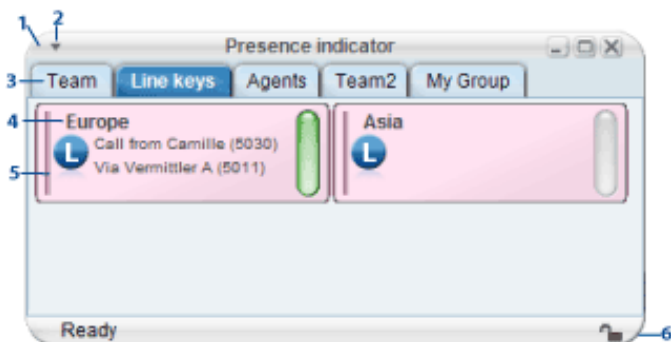 1 2
Presence indicator
3 Team Line keys Agents Team2 My Group
4 Europe Asia
L Call from Camille (5030) L
5 Via Vermittler A (5011)
Ready 6